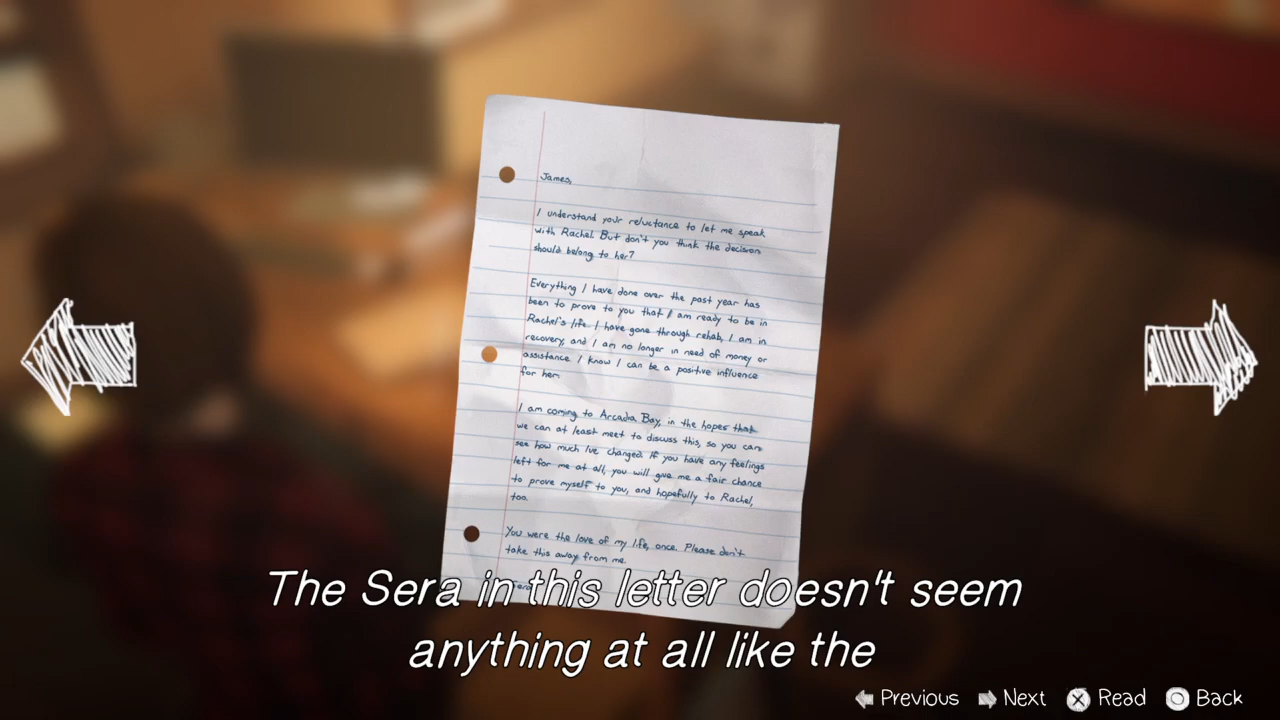 James,
I understand your reluctance to let me speak
with Rachel. But don't you think the decision
should belong to her?
Everything I have done over the past year has
been to prove to you that I am ready to be in
Rachel's life. I have gone through rehab, I am in
recovery, and I am no longer in need of money or
assistance. I know I can be a positive influence
for her.
I am coming to Arcadia Bay, in the hopes that
we can at least meet to discuss this, so you can
see how much I've changed. If you have any feelings
left for me at all, you will give me a fair chance
to prove myself to you, and hopefully to Rachel,
too.
You were the love of my life, once. Please don't
take this away from me.
Sera
The Sera in this letter doesn't seem
anything at all like the
Previous Next Read Back